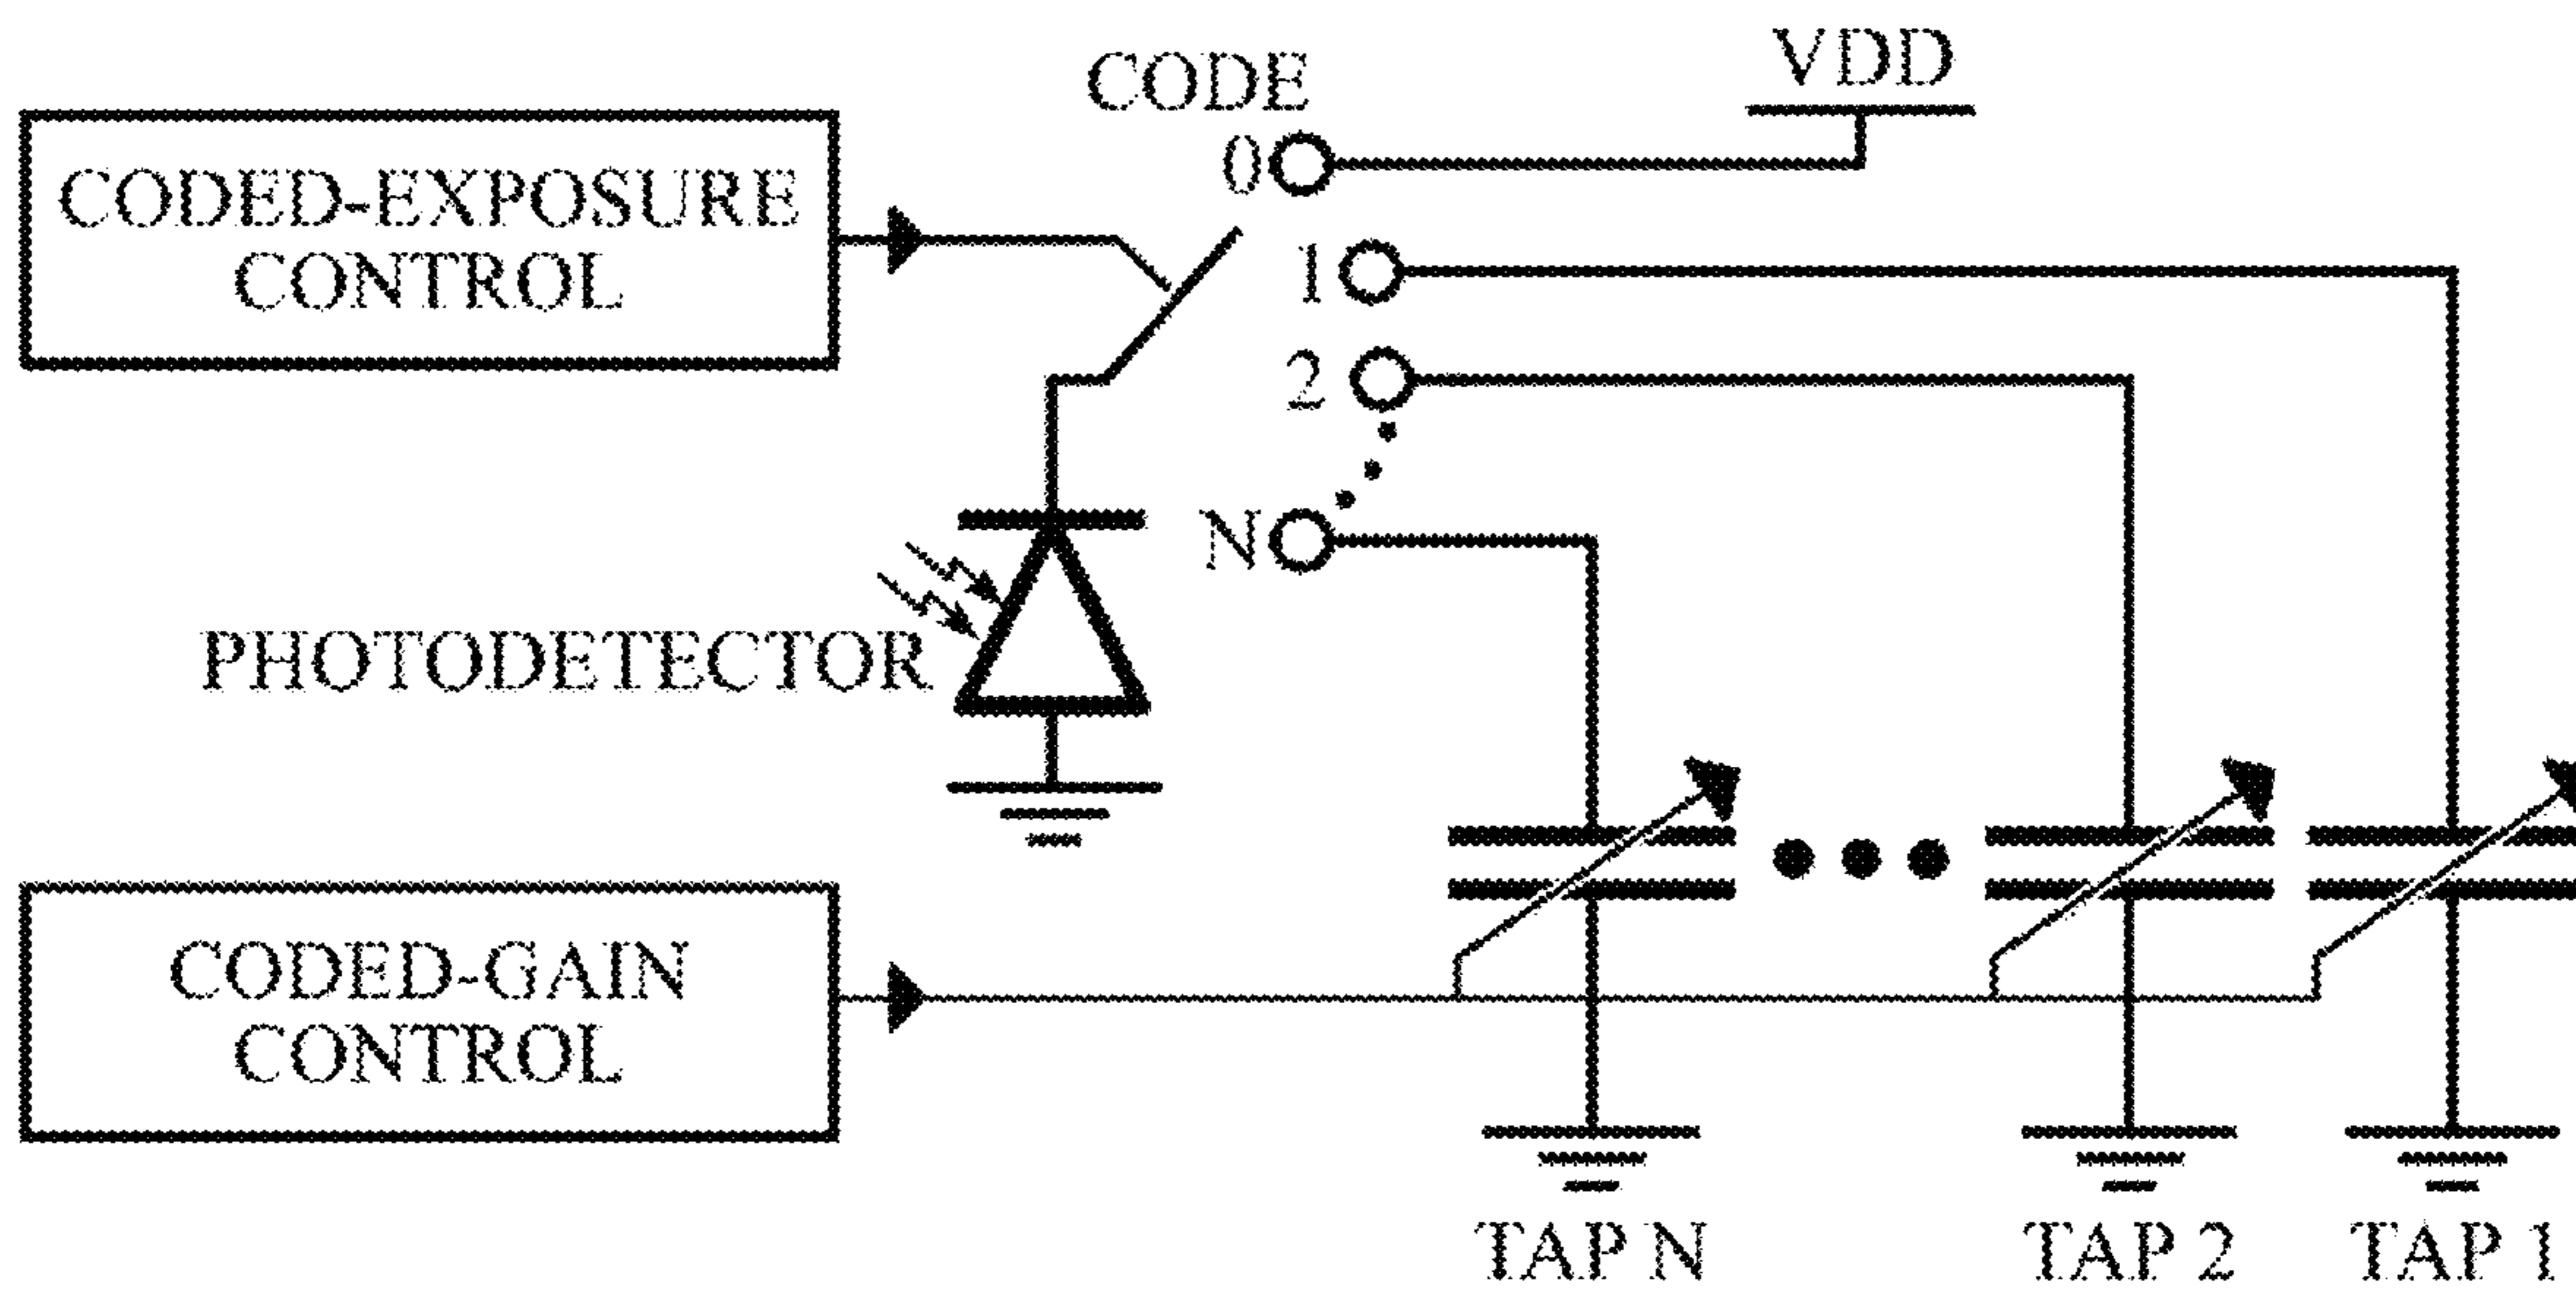 CODE
VDD
0
CODED-EXPOSURE
CONTROL
1
2
N
PHOTODETECTOR
CODED-GAIN
CONTROL
TAP N
TAP 2
TAP 1